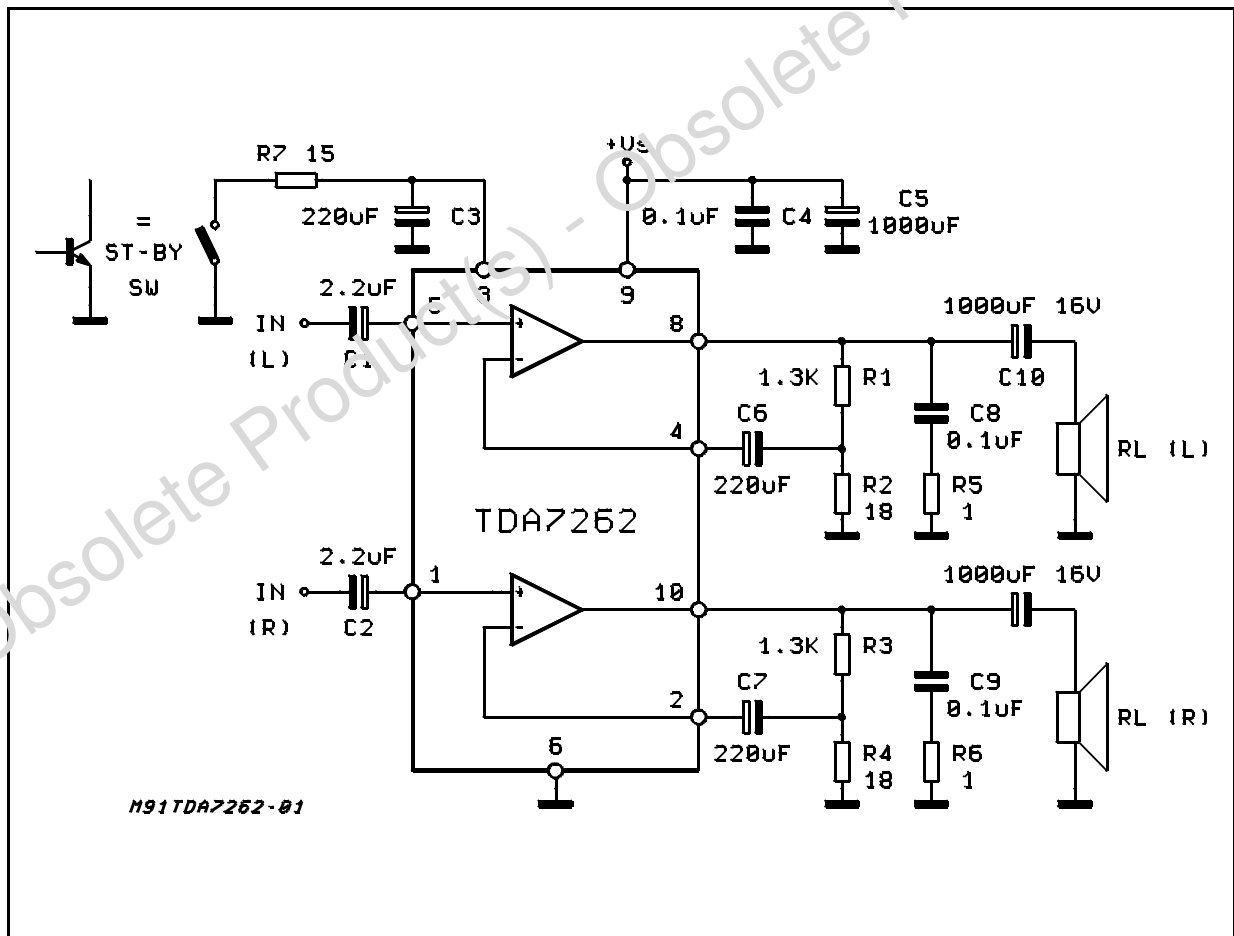 Obsolete Product(s) - Obsolete
+Vs
R7 15
220uF
C3
0.1uF
C4
C5
1000uF
=
ST-BY
SW
2.2uF
5
3
9
IN
(L)
C1
8
1000uF 16V
C10
1.3K
R1
C6
C8
0.1uF
4
RL (L)
220uF
R2
18
R5
1
+
-
TDA7262
2.2uF
1
IN
(R)
C2
10
1000uF 16V
1.3K
R3
C7
C9
0.1uF
2
RL (R)
220uF
R4
18
R6
1
+
-
6
M91TDA7262-01